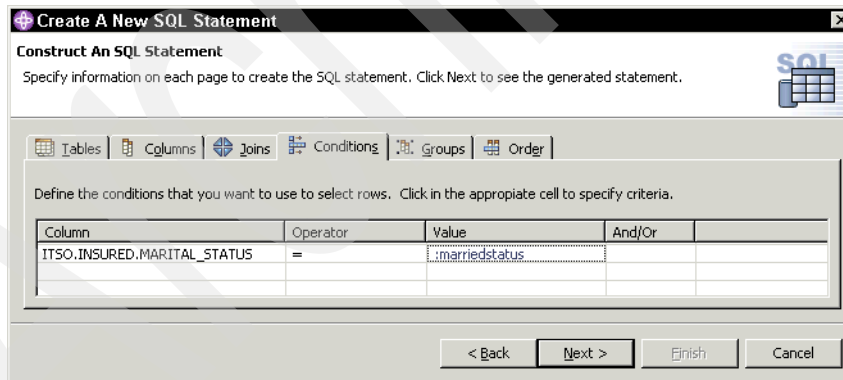 Create A New SQL Statement
Construct An SQL Statement
Specify information on each page to create the SQL statement. Click Next to see the generated statement.
SQL
Tables Columns Joins Conditions Groups Order
Define the conditions that you want to use to select rows. Click in the appropiate cell to specify criteria.
Column Operator Value And/Or
ITSO.INSURED.MARITAL_STATUS = :marriedstatus
< Back Next > Finish Cancel